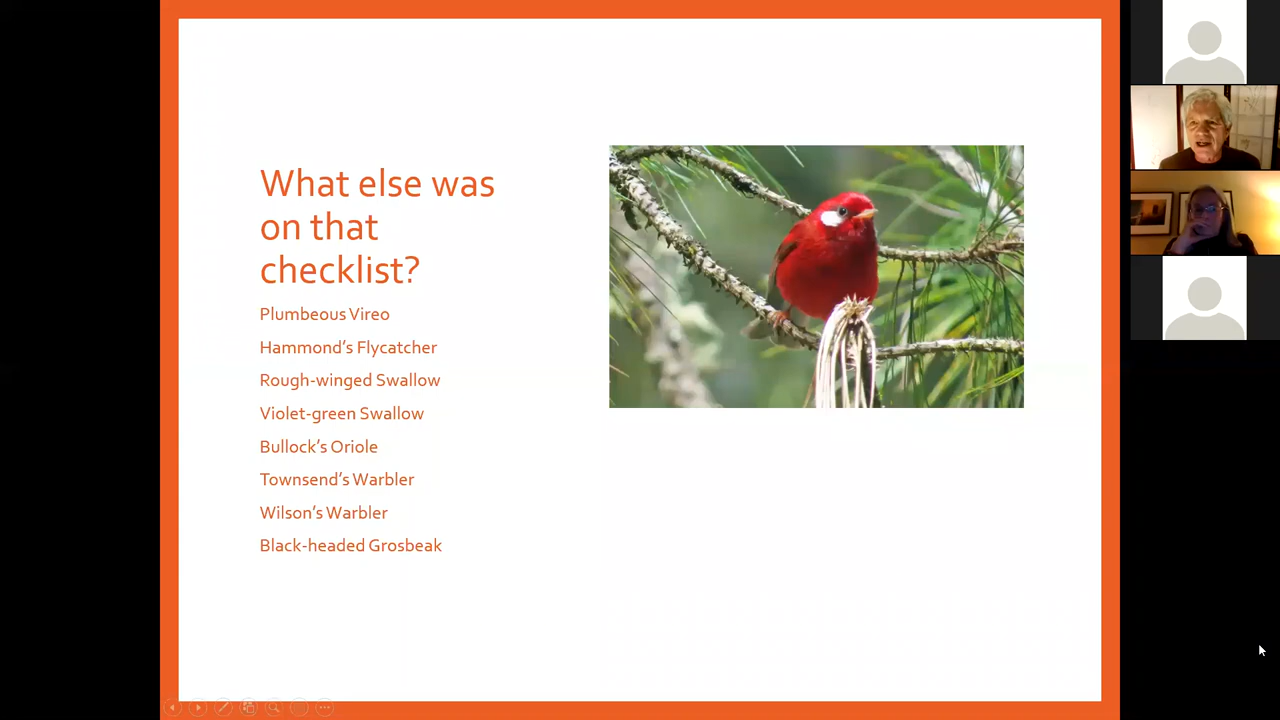 What else was
on that
checklist?
Plumbeous Vireo
Hammond's Flycatcher
Rough-winged Swallow
Violet-green Swallow
Bullock's Oriole
Townsend's Warbler
Wilson's Warbler
Black-headed Grosbeak